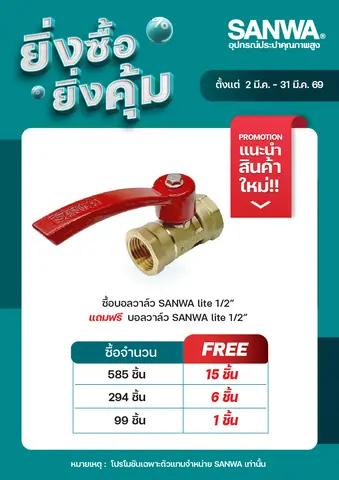 ยิ่งซื้อ
ยิ่งคุ้ม
SANWA®
อุปกรณ์ประปาคุณภาพสูง
ตั้งแต่ 2 มี.ค. - 31 มี.ค. 69
PROMOTION
แนะนำ
สินค้า
ใหม่!!
SANWA
ซื้อบอลวาล์ว SANWA lite 1/2”
แถมฟรี บอลวาล์ว SANWA lite 1/2”
ซื้อจำนวน FREE
585 ชิ้น 15 ชิ้น
294 ชิ้น 6 ชิ้น
99 ชิ้น 1 ชิ้น
หมายเหตุ : โปรโมชันเฉพาะตัวแทนจำหน่าย SANWA เท่านั้น